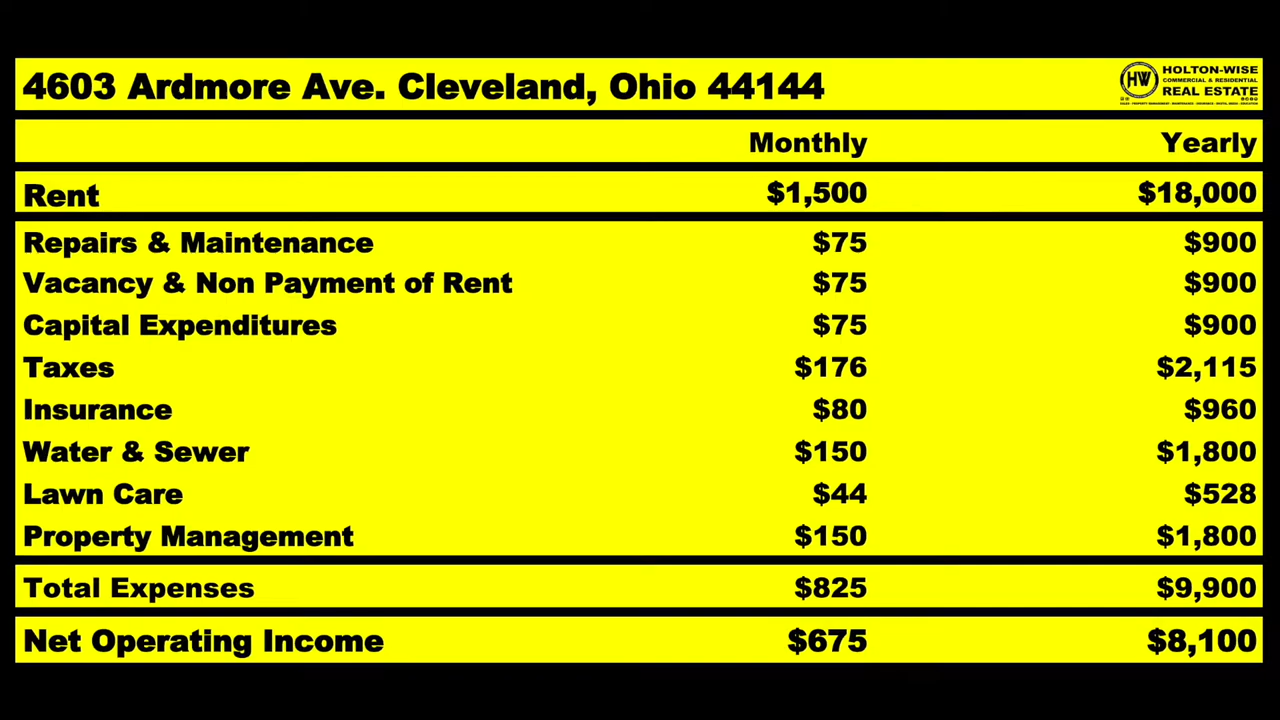 4603 Ardmore Ave. Cleveland, Ohio 44144
HW
HOLTON-WISE
COMMERCIAL & RESIDENTIAL
REAL ESTATE
Monthly Yearly
Rent $1,500 $18,000
Repairs & Maintenance $75 $900
Vacancy & Non Payment of Rent $75 $900
Capital Expenditures $75 $900
Taxes $176 $2,115
Insurance $80 $960
Water & Sewer $150 $1,800
Lawn Care $44 $528
Property Management $150 $1,800
Total Expenses $825 $9,900
Net Operating Income $675 $8,100